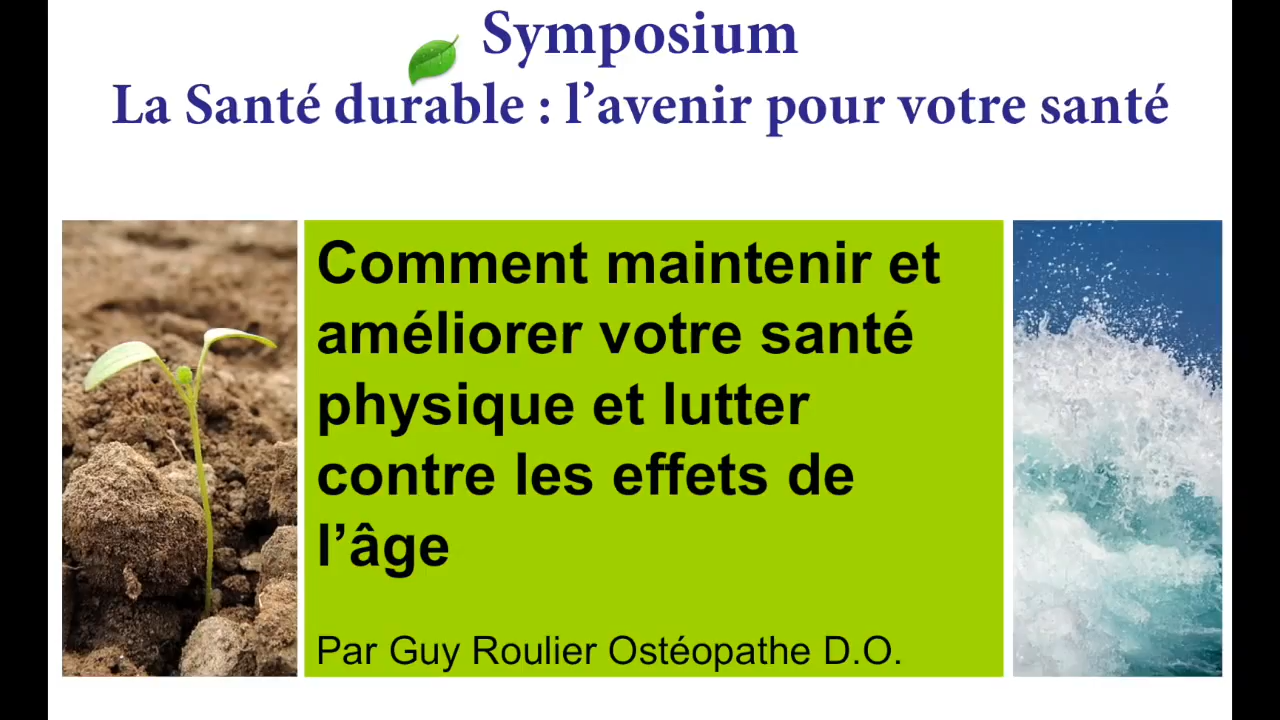 Symposium
La Santé durable : l’avenir pour votre santé
Comment maintenir et
améliorer votre santé
physique et lutter
contre les effets de
l’âge
Par Guy Roulier Ostéopathe D.O.